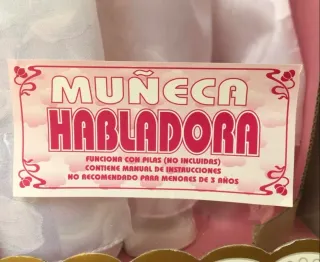 MUÑECA
HABLADORA
FUNCIONA CON PILAS (NO INCLUIDAS)
CONTIENE MANUAL DE INSTRUCCIONES
NO RECOMENDADO PARA MENORES DE 3 AÑOS